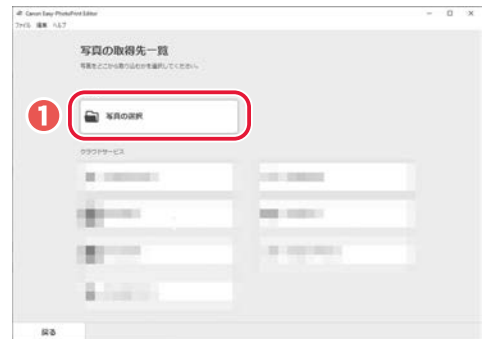 Canon Easy-PhotoPrint Editor
ファイル 編集 ヘルプ
写真の取得先一覧
写真をどこから取り込むかを選択してください。
1
写真の選択
クラウドサービス
戻る